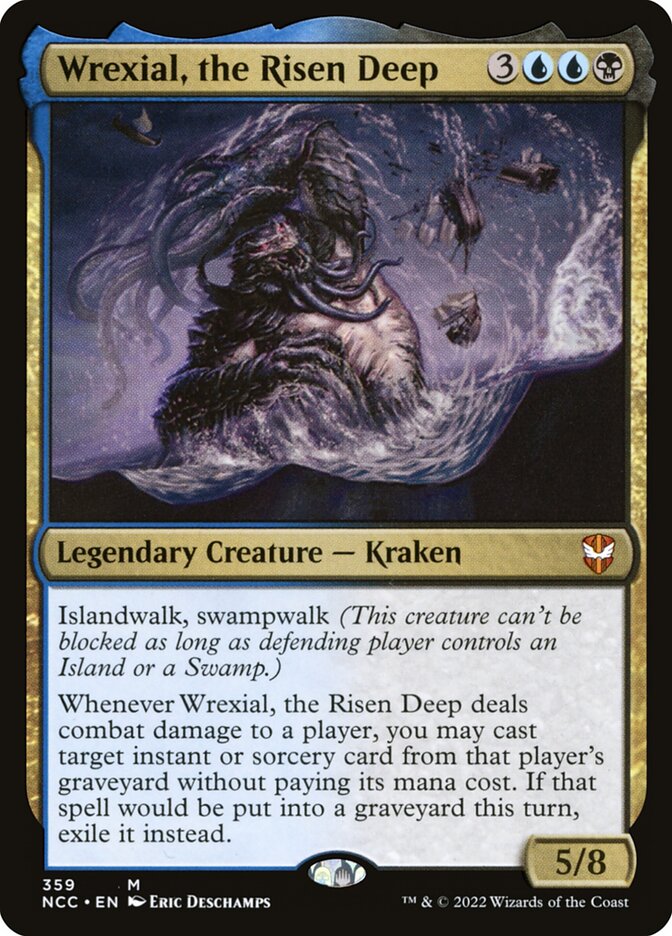 Wrexial, the Risen Deep 3
Legendary Creature — Kraken
Islandwalk, swampwalk (This creature can't be
blocked as long as defending player controls an
Island or a Swamp.)
Whenever Wrexial, the Risen Deep deals
combat damage to a player, you may cast
target instant or sorcery card from that player's
graveyard without paying its mana cost. If that
spell would be put into a graveyard this turn,
exile it instead.
5/8
359 M
NCC • EN Eric Deschamps ™ & © 2022 Wizards of the Coast